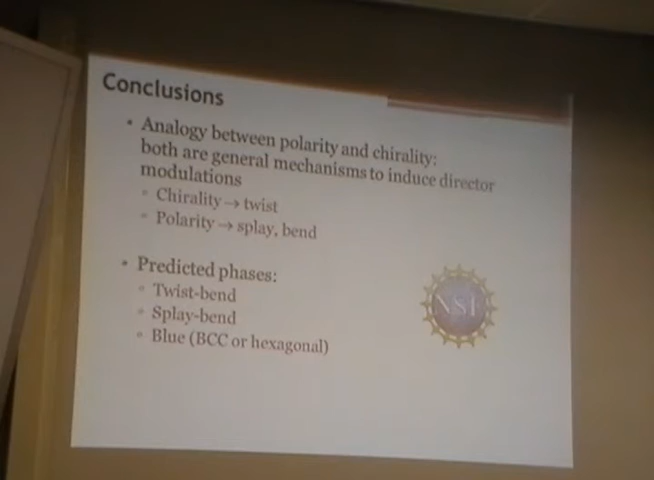 Conclusions
• Analogy between polarity and chirality:
both are general mechanisms to induce director
modulations
• Chirality → twist
• Polarity → splay, bend
• Predicted phases:
• Twist-bend
• Splay-bend
• Blue (BCC or hexagonal)
NSF